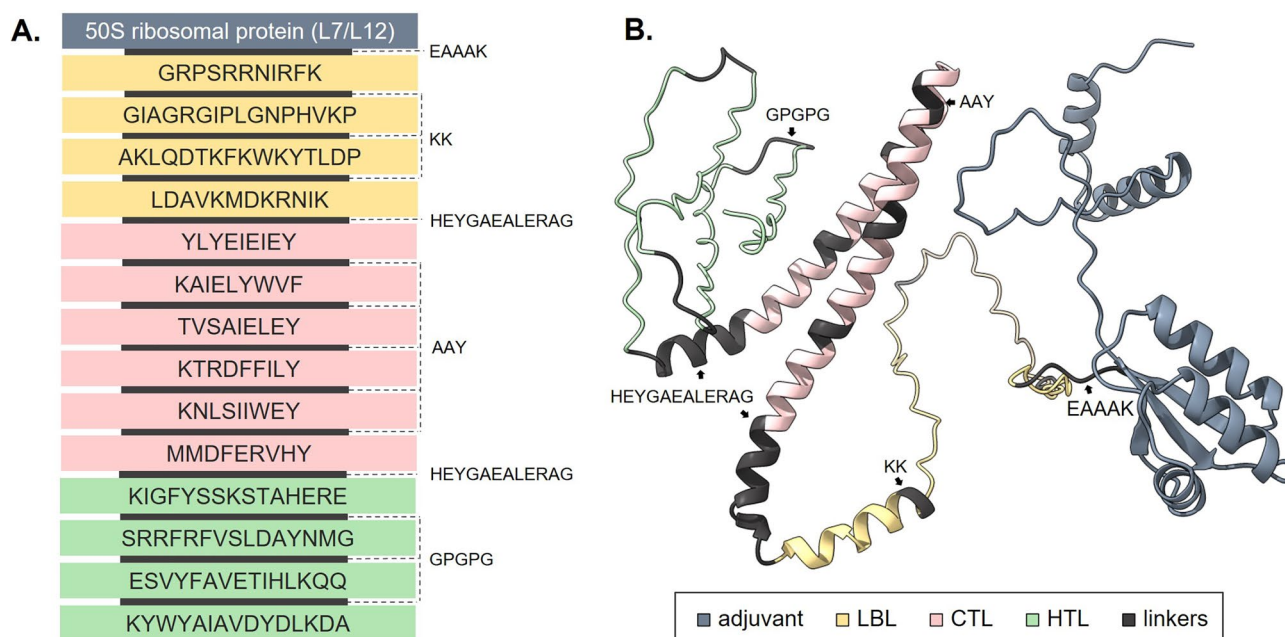 A.
50S ribosomal protein (L7/L12)
EAAAK
GRPSRRNIRFK
GIAGRGIPLGNPHVKP
KK
AKLQDTKFKWKYTLDP
LDAVKMDKRNIK
HEYGAEALERAG
YLYEIEIEY
KAIELYWVF
TVSAIELEY
AAY
KTRDFFILY
KNLSIIWEY
MMDFERVHY
HEYGAEALERAG
KIGFYSSKSTAHERE
SRRFRFVSLDAYNMG
GPGPG
ESVYFAVETIHLKQQ
KYWYAIAVDYDLKDA
B.
GPGPG
AAY
HEYGAEALERAG
EAAAK
KK
adjuvant LBL CTL HTL linkers